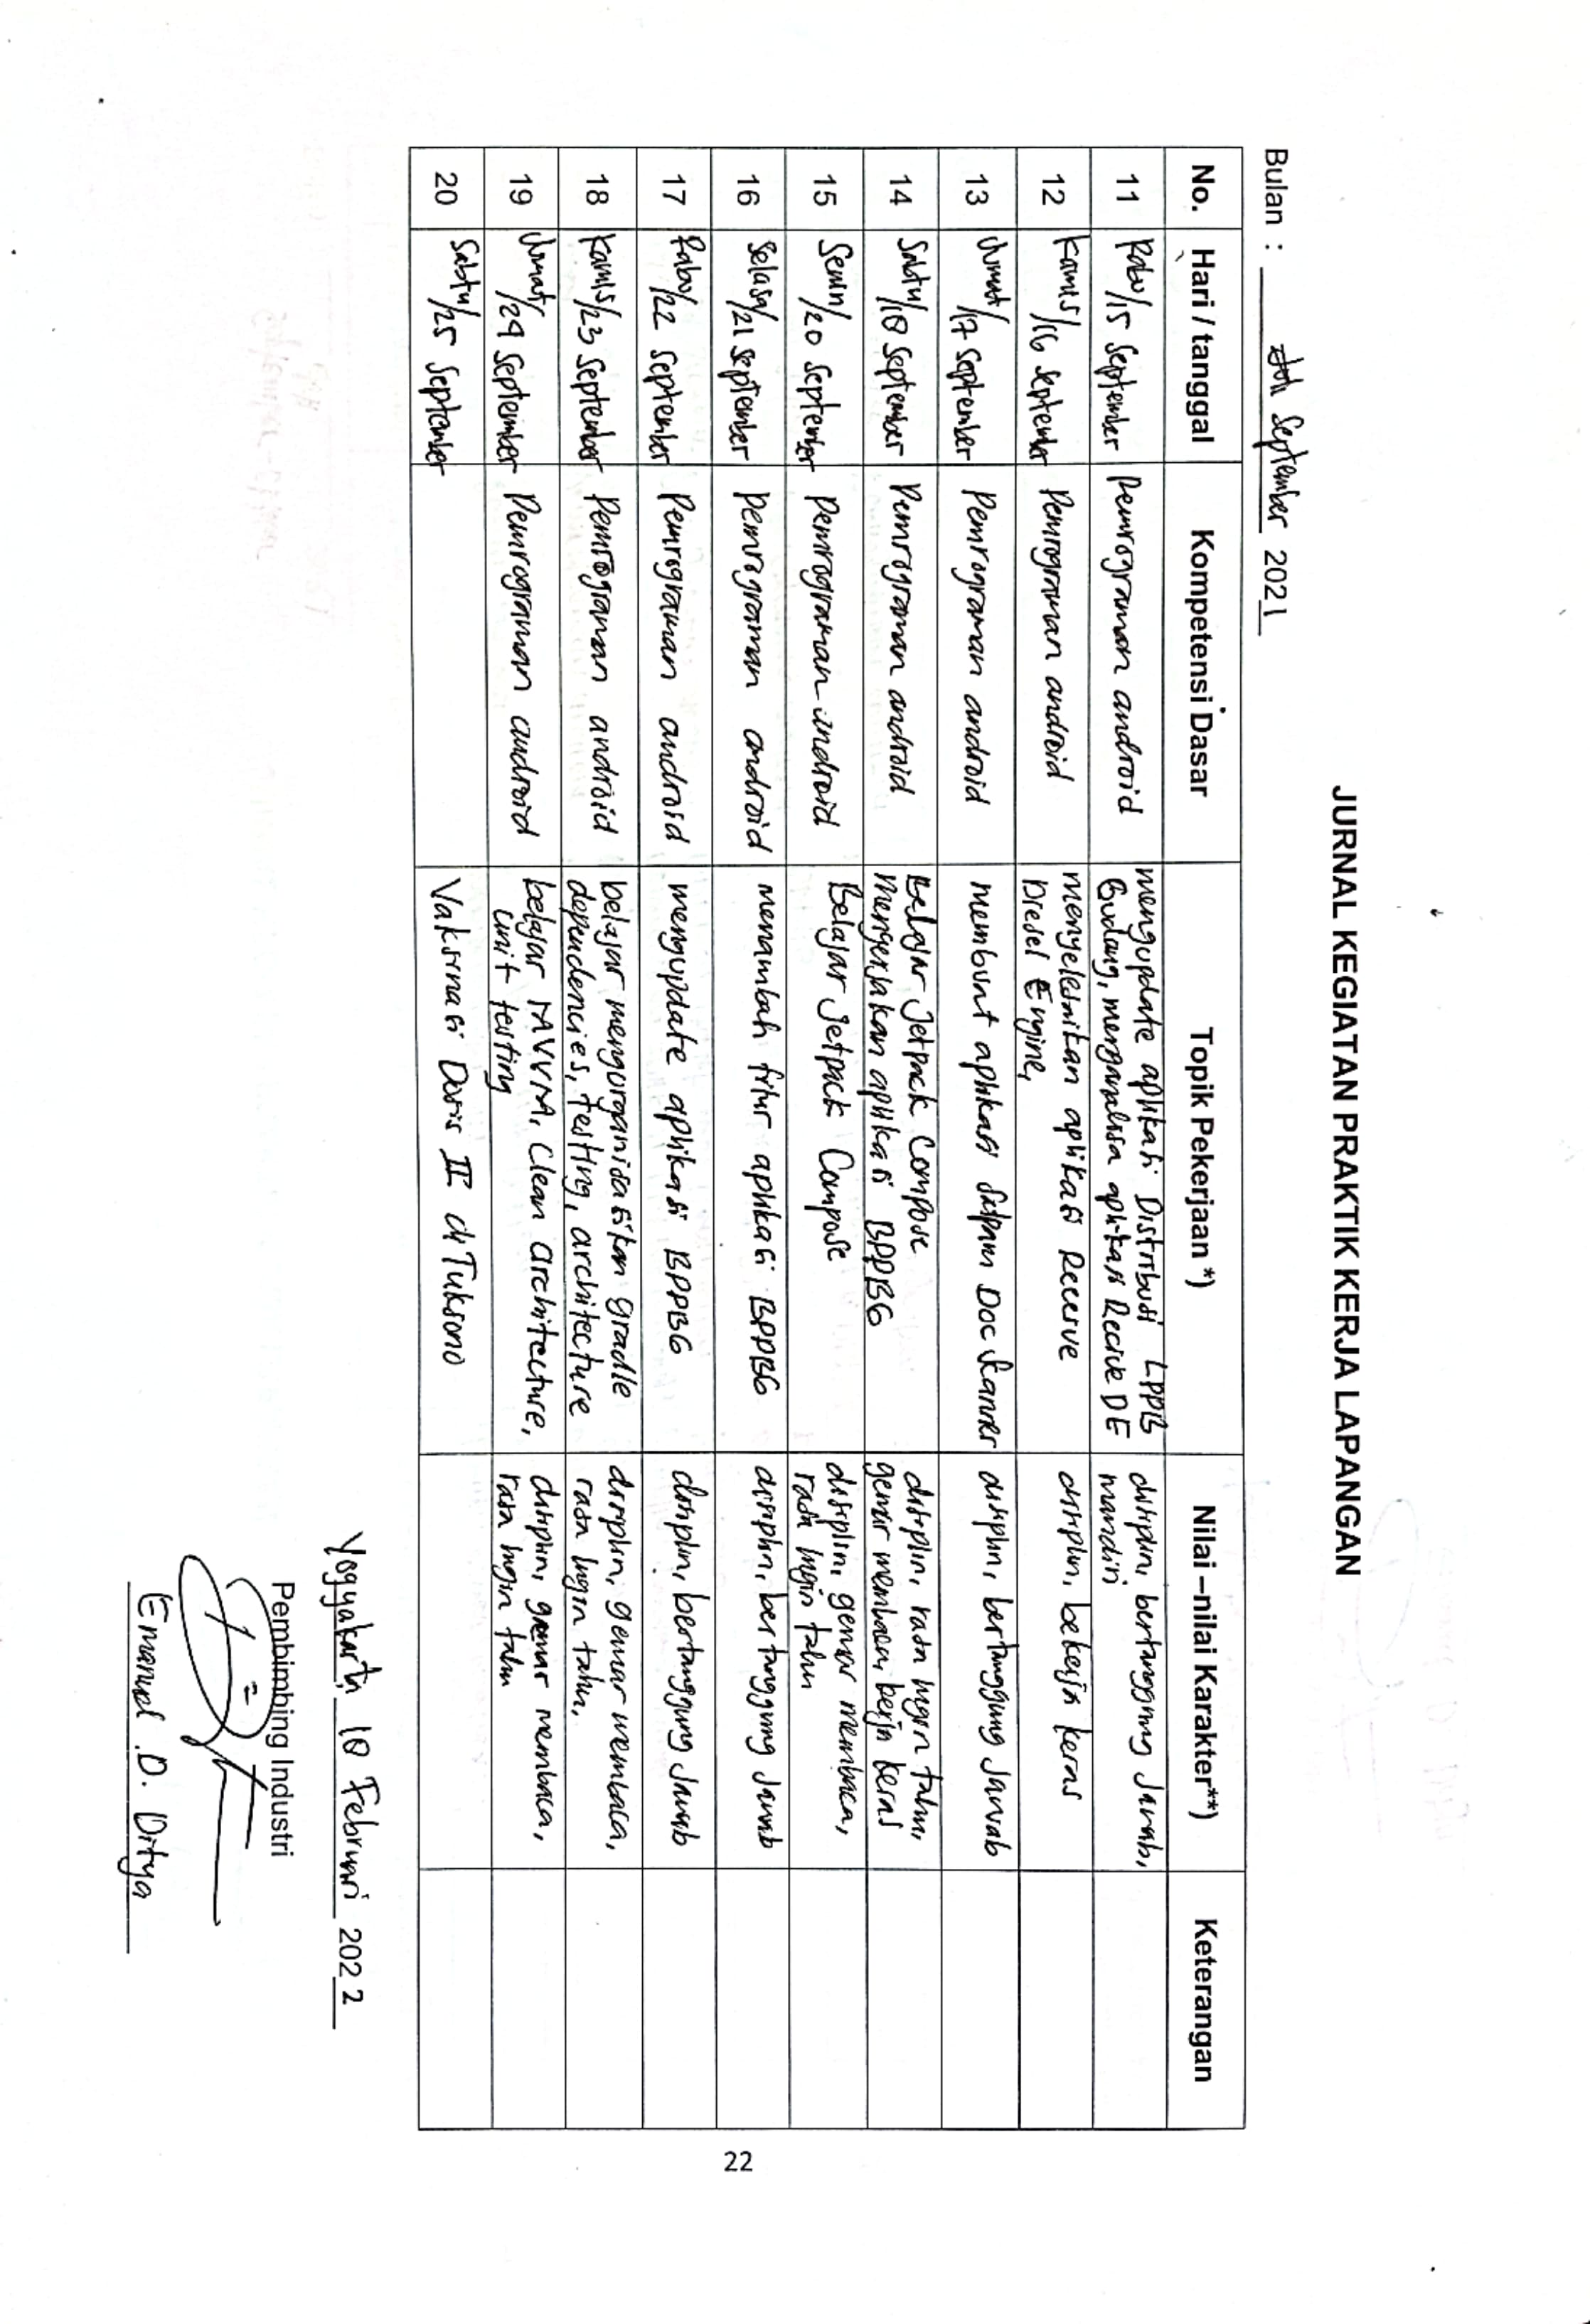 JURNAL KEGIATAN PRAKTIK KERJA LAPANGAN
Bulan : September 2021
No. Hari / tanggal Kompetensi Dasar Topik Pekerjaan *) Nilai –nilai Karakter**) Keterangan
11 Rabu/15 September Pemrograman android mengupdate aplikasi Distribusi LPPB disiplin, bertanggung jawab,
Gudang, menganalisa aplikasi Recive DE mandiri
12 Kamis/16 September Pemrograman android menyelesaikan aplikasi Receive disiplin, bekerja keras
Diesel Engine,
13 Jumat/17 September Pemrograman android membuat aplikasi Satpam Doc Scanner disiplin, bertanggung jawab
14 Sabtu/18 September Pemrograman android Belajar Jetpack Compose disiplin, rasa ingin tahu,
Mengerjakan aplikasi BPPBG gemar membaca, kerja keras
15 Senin/20 September Pemrograman android Belajar Jetpack Compose disiplin, gemar membaca,
rasa ingin tahu
16 Selasa/21 September Pemrograman android menambah fitur aplikasi BPPBG disiplin, bertanggung jawab
17 Rabu/22 September Pemrograman android mengupdate aplikasi BPPBG disiplin, bertanggung jawab
18 Kamis/23 September Pemrograman android belajar mengorganisasikan gradle disiplin, gemar membaca,
dependencies, testing, architecture rasa ingin tahu.
19 Jumat/24 September Pemrograman android belajar MVVM, Clean architecture, disiplin, gemar membaca,
unit testing rasa ingin tahu
20 Sabtu/25 September Vaksinasi Dosis II di Tuksono
Yogyakarta, 10 Februari 2022
Pembimbing Industri
Emanuel .D. Ditya
22